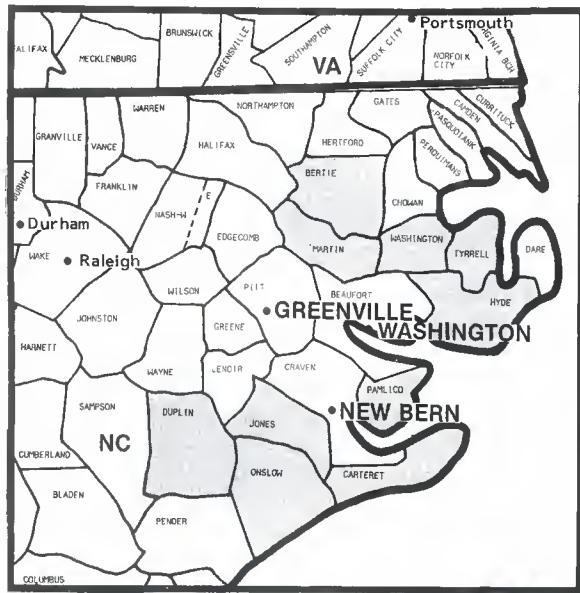 Portsmouth
HALIFAX
MECKLENBURG
BRUNSWICK
GREENSVILLE
SOUTHAMPTON
SUFFOLK CITY
NORFOLK
CITY
VIRGINIA BCH
VA
GRANVILLE
VANCE
WARREN
NORTHAMPTON
HALIFAX
HERTFORD
GATES
CURRITUCK
CAMDEN
PASQUOTANK
PERQUIMANS
DURHAM
FRANKLIN
NASH-W
E
BERTIE
CHOWAN
Durham
EDGECOMB
MARTIN
WASHINGTON
TYRRELL
DARE
WAKE
Raleigh
WILSON
PITT
BEAUFORT
HYDE
GREENVILLE
WASHINGTON
JOHNSTON
GREENE
HARNETT
WAYNE
LENOIR
CRAVEN
PAMLICO
SAMPSON
DUPLIN
JONES
NEW BERN
NC
CUMBERLAND
ONSLOW
CARTERET
BLADEN
PENDER
COLUMBUS